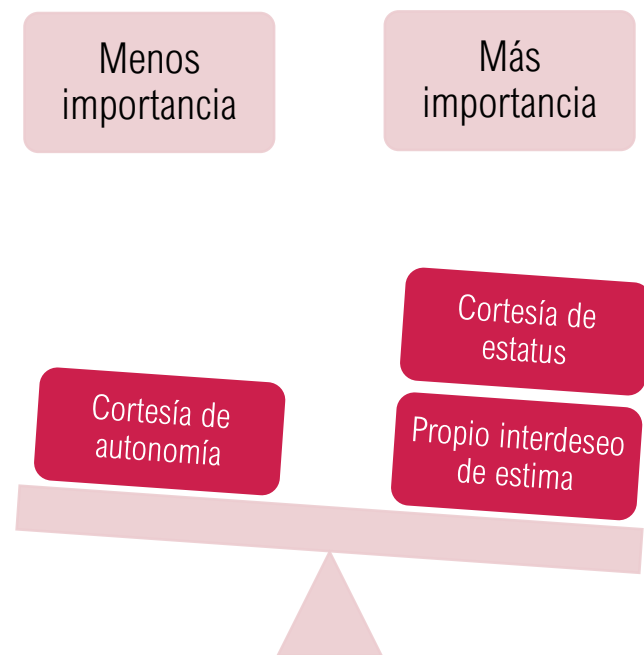 Menos
importancia
Más
importancia
Cortesía de
estatus
Cortesía de
autonomía
Propio interdeseo
de estima